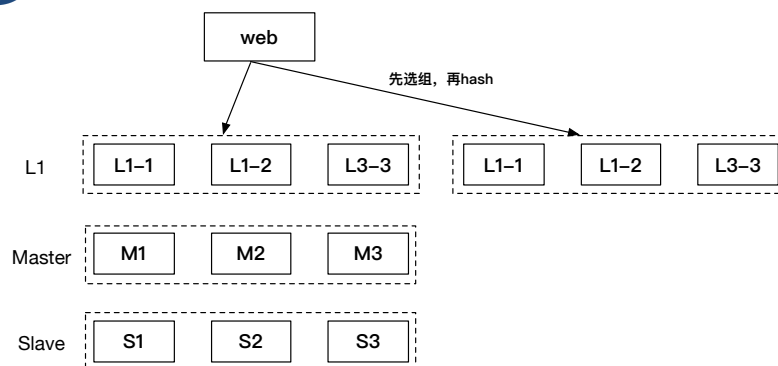 web
先选组，再hash
L1
L1–1 L1–2 L3–3 L1–1 L1–2 L3–3
Master
M1 M2 M3
Slave
S1 S2 S3